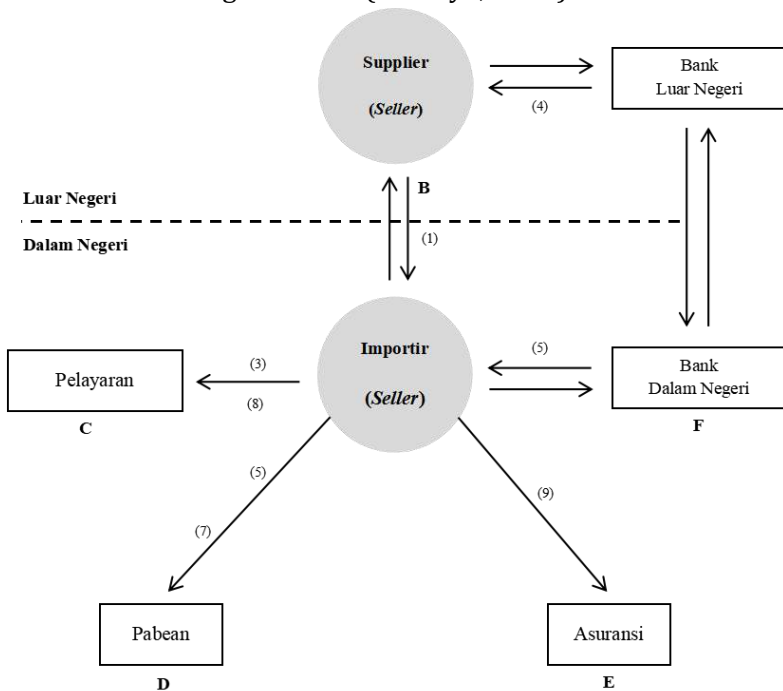 Supplier
(Seller)
Bank
Luar Negeri
(4)
B
Luar Negeri
Dalam Negeri
(1)
Importir
(Seller)
(5)
Bank
Dalam Negeri
F
Pelayaran
(3)
(8)
C
(5)
(9)
(7)
Pabean
Asuransi
D
E